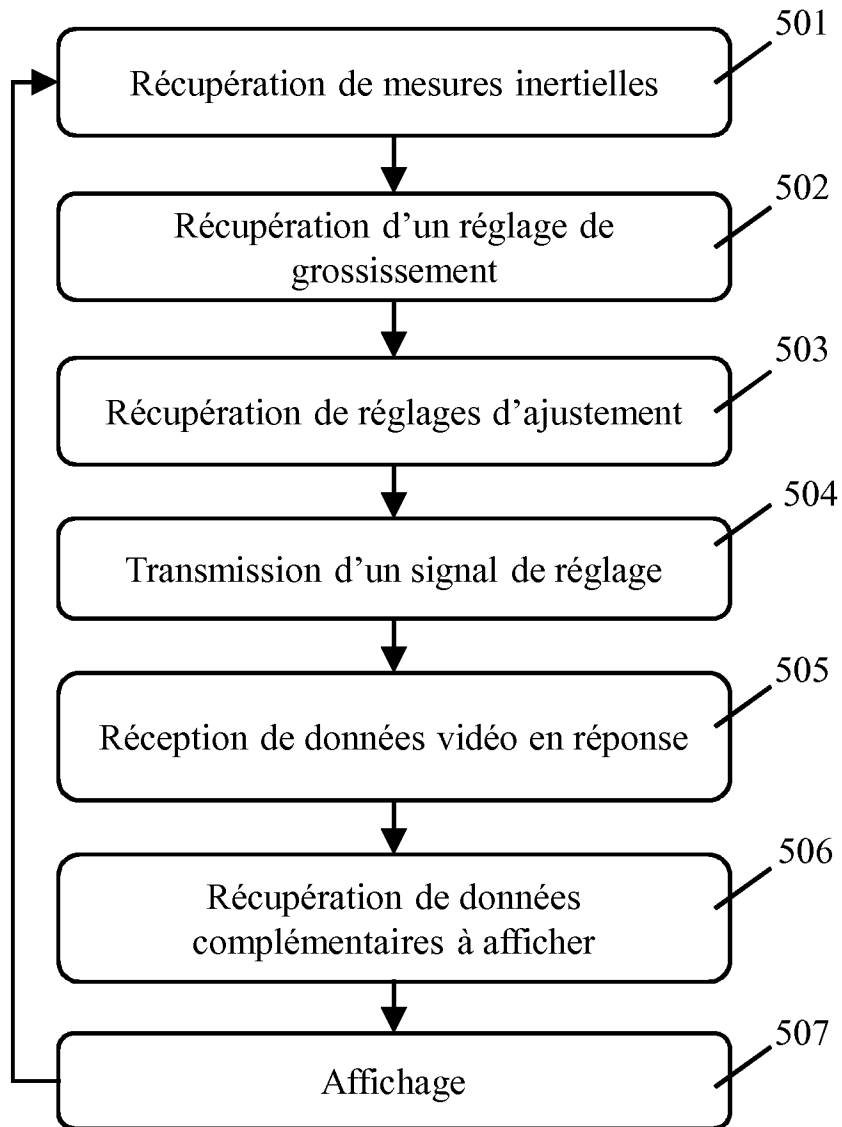 501
Récupération de mesures inertielles
502
Récupération d’un réglage de
grossissement
503
Récupération de réglages d’ajustement
504
Transmission d’un signal de réglage
505
Réception de données vidéo en réponse
506
Récupération de données
complémentaires à afficher
507
Affichage